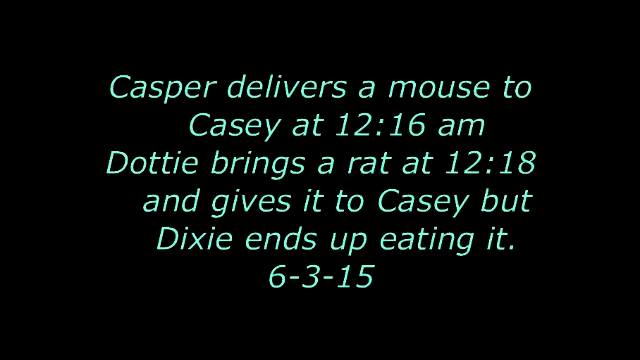 Casper delivers a mouse to
Casey at 12:16 am
Dottie brings a rat at 12:18
and gives it to Casey but
Dixie ends up eating it.
6-3-15